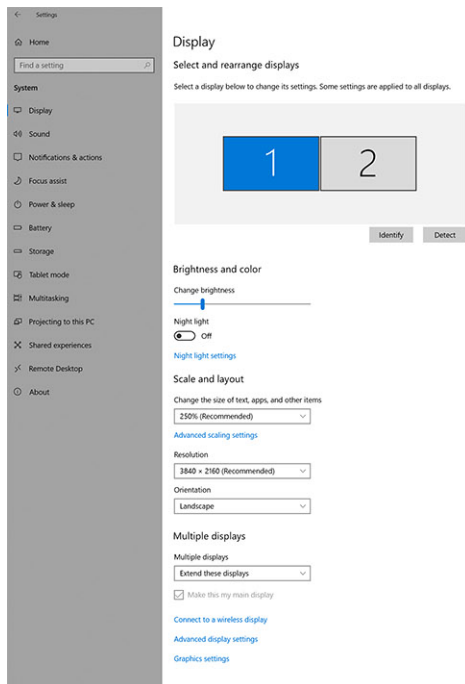 Settings
Home
Find a setting
System
Display
Sound
Notifications & actions
Focus assist
Power & sleep
Battery
Storage
Tablet mode
Multitasking
Projecting to this PC
Shared experiences
Remote Desktop
About
Display
Select and rearrange displays
Select a display below to change its settings. Some settings are applied to all displays.
1 2
Identify Detect
Brightness and color
Change brightness
Night light
Off
Night light settings
Scale and layout
Change the size of text, apps, and other items
250% (Recommended)
Advanced scaling settings
Resolution
3840 × 2160 (Recommended)
Orientation
Landscape
Multiple displays
Multiple displays
Extend these displays
Make this my main display
Connect to a wireless display
Advanced display settings
Graphics settings